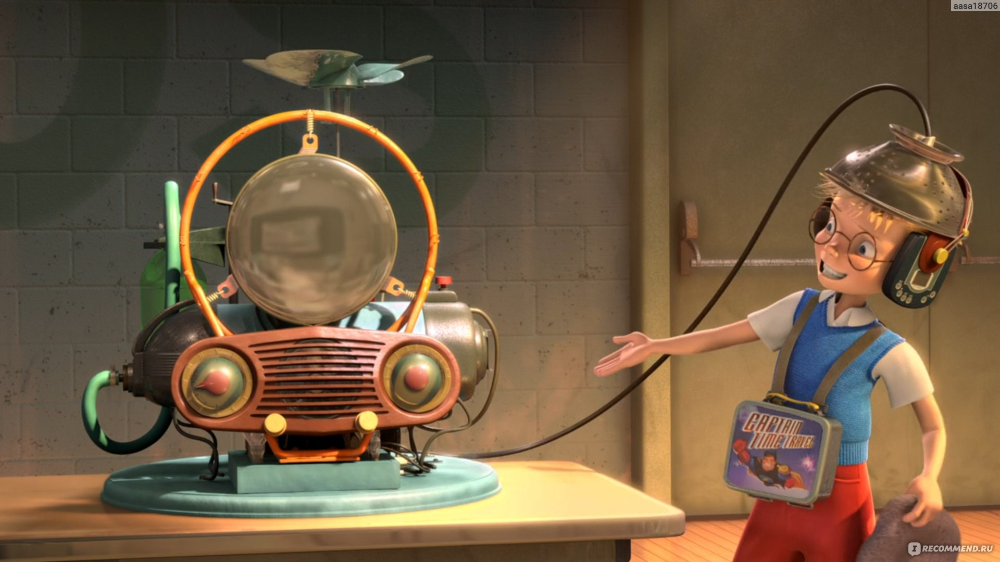 aasa18706
CAPTAIN
TIME TRAVEL
I RECOMMEND.RU